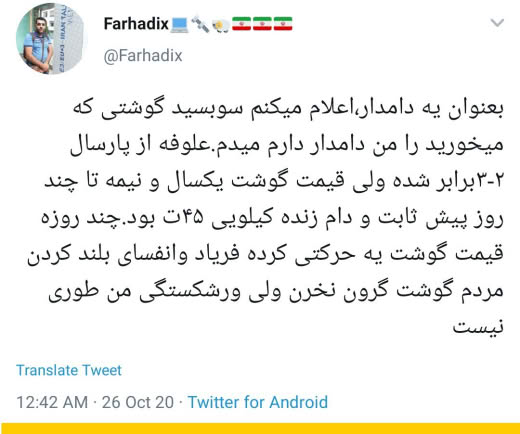 Farhadix💻🛰🐏🇮🇷🇮🇷🇮🇷
@Farhadix
بعنوان یه دامدار،اعلام میکنم سوبسید گوشتی که
میخورید را من دامدار دارم میدم.علوفه از پارسال
۲-۳برابر شده ولی قیمت گوشت یکسال و نیمه تا چند
روز پیش ثابت و دام زنده کیلویی ۴۵ت بود.چند روزه
قیمت گوشت یه حرکتی کرده فریاد وانفسای بلند کردن
مردم گوشت گرون نخرن ولی ورشکستگی من طوری
نیست
Translate Tweet
12:42 AM · 26 Oct 20 · Twitter for Android